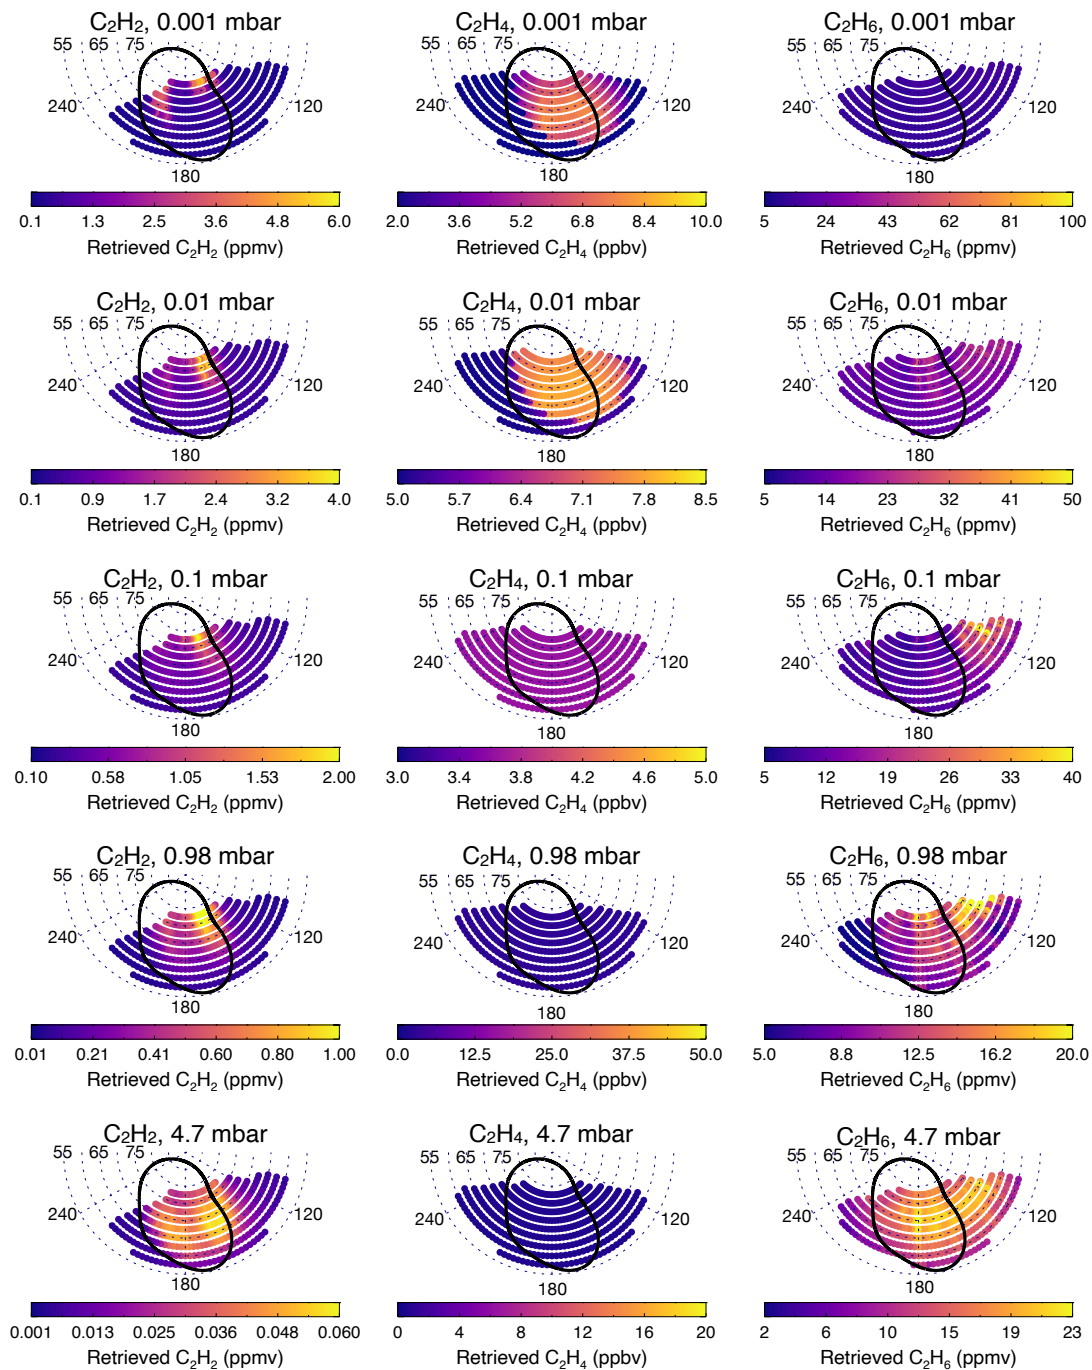 C₂H₂, 0.001 mbar
55 65 75
240
120
180
0.1 1.3 2.5 3.6 4.8 6.0
Retrieved C₂H₂ (ppmv)
C₂H₄, 0.001 mbar
55 65 75
240
120
180
2.0 3.6 5.2 6.8 8.4 10.0
Retrieved C₂H₄ (ppbv)
C₂H₆, 0.001 mbar
55 65 75
240
120
180
5 24 43 62 81 100
Retrieved C₂H₆ (ppmv)
C₂H₂, 0.01 mbar
55 65 75
240
120
180
0.1 0.9 1.7 2.4 3.2 4.0
Retrieved C₂H₂ (ppmv)
C₂H₄, 0.01 mbar
55 65 75
240
120
180
5.0 5.7 6.4 7.1 7.8 8.5
Retrieved C₂H₄ (ppbv)
C₂H₆, 0.01 mbar
55 65 75
240
120
180
5 14 23 32 41 50
Retrieved C₂H₆ (ppmv)
C₂H₂, 0.1 mbar
55 65 75
240
120
180
0.10 0.58 1.05 1.53 2.00
Retrieved C₂H₂ (ppmv)
C₂H₄, 0.1 mbar
55 65 75
240
120
180
3.0 3.4 3.8 4.2 4.6 5.0
Retrieved C₂H₄ (ppbv)
C₂H₆, 0.1 mbar
55 65 75
240
120
180
5 12 19 26 33 40
Retrieved C₂H₆ (ppmv)
C₂H₂, 0.98 mbar
55 65 75
240
120
180
0.01 0.21 0.41 0.60 0.80 1.00
Retrieved C₂H₂ (ppmv)
C₂H₄, 0.98 mbar
55 65 75
240
120
180
0.0 12.5 25.0 37.5 50.0
Retrieved C₂H₄ (ppbv)
C₂H₆, 0.98 mbar
55 65 75
240
120
180
5.0 8.8 12.5 16.2 20.0
Retrieved C₂H₆ (ppmv)
C₂H₂, 4.7 mbar
55 65 75
240
120
180
0.001 0.013 0.025 0.036 0.048 0.060
Retrieved C₂H₂ (ppmv)
C₂H₄, 4.7 mbar
55 65 75
240
120
180
0 4 8 12 16 20
Retrieved C₂H₄ (ppbv)
C₂H₆, 4.7 mbar
55 65 75
240
120
180
2 6 10 15 19 23
Retrieved C₂H₆ (ppmv)